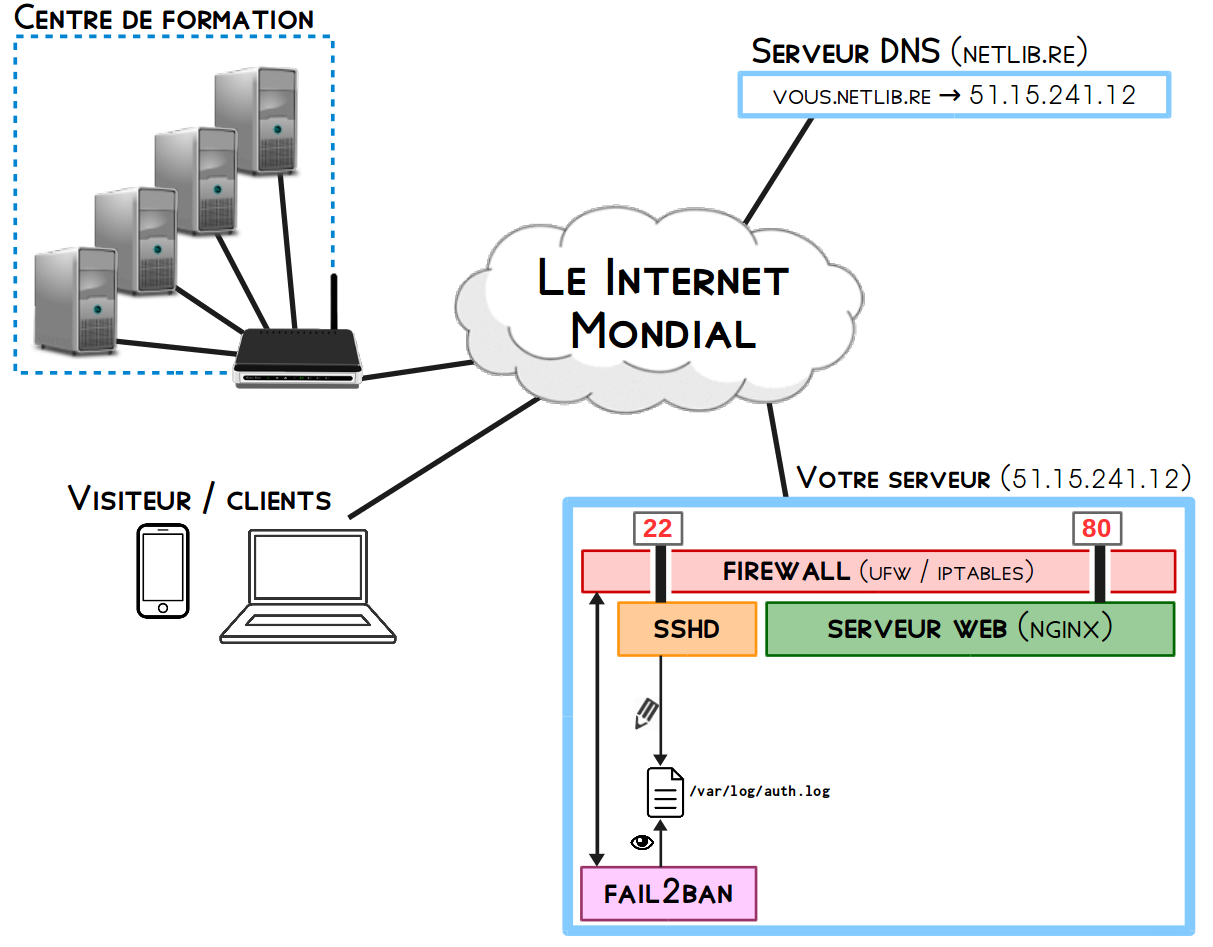 Centre de formation
Serveur DNS (netlib.re)
vous.netlib.re → 51.15.241.12
Le Internet
Mondial
Visiteur / clients
Votre serveur (51.15.241.12)
22
80
FIREWALL (ufw / iptables)
SSHD
SERVEUR WEB (nginx)
/var/log/auth.log
fail2ban